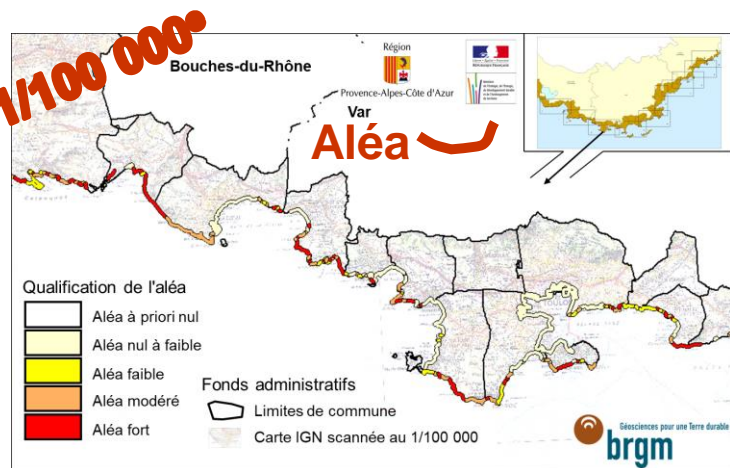 1/100 000
Bouches-du-Rhône
Région
Provence-Alpes-Côte d'Azur
Var
Aléa
Qualification de l'aléa
Aléa à priori nul
Aléa nul à faible
Aléa faible
Aléa modéré
Aléa fort
Fonds administratifs
Limites de commune
Carte IGN scannée au 1/100 000
Géosciences pour une Terre durable
brgm